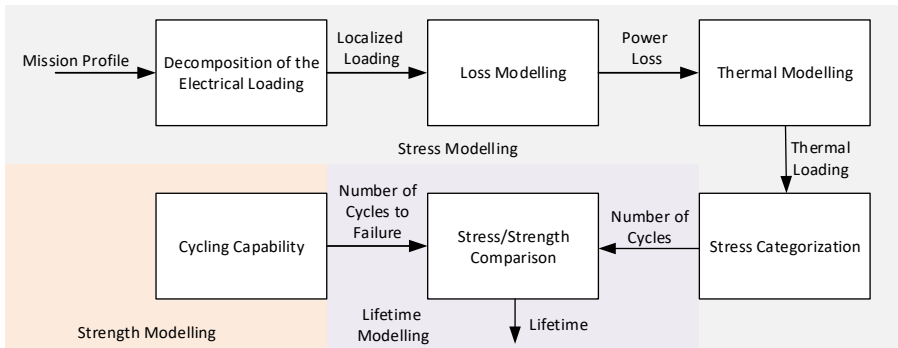 Mission Profile
Decomposition of the
Electrical Loading
Localized
Loading
Loss Modelling
Power
Loss
Thermal Modelling
Stress Modelling
Thermal
Loading
Cycling Capability
Number of
Cycles to
Failure
Stress/Strength
Comparison
Number of
Cycles
Stress Categorization
Strength Modelling
Lifetime
Modelling
Lifetime